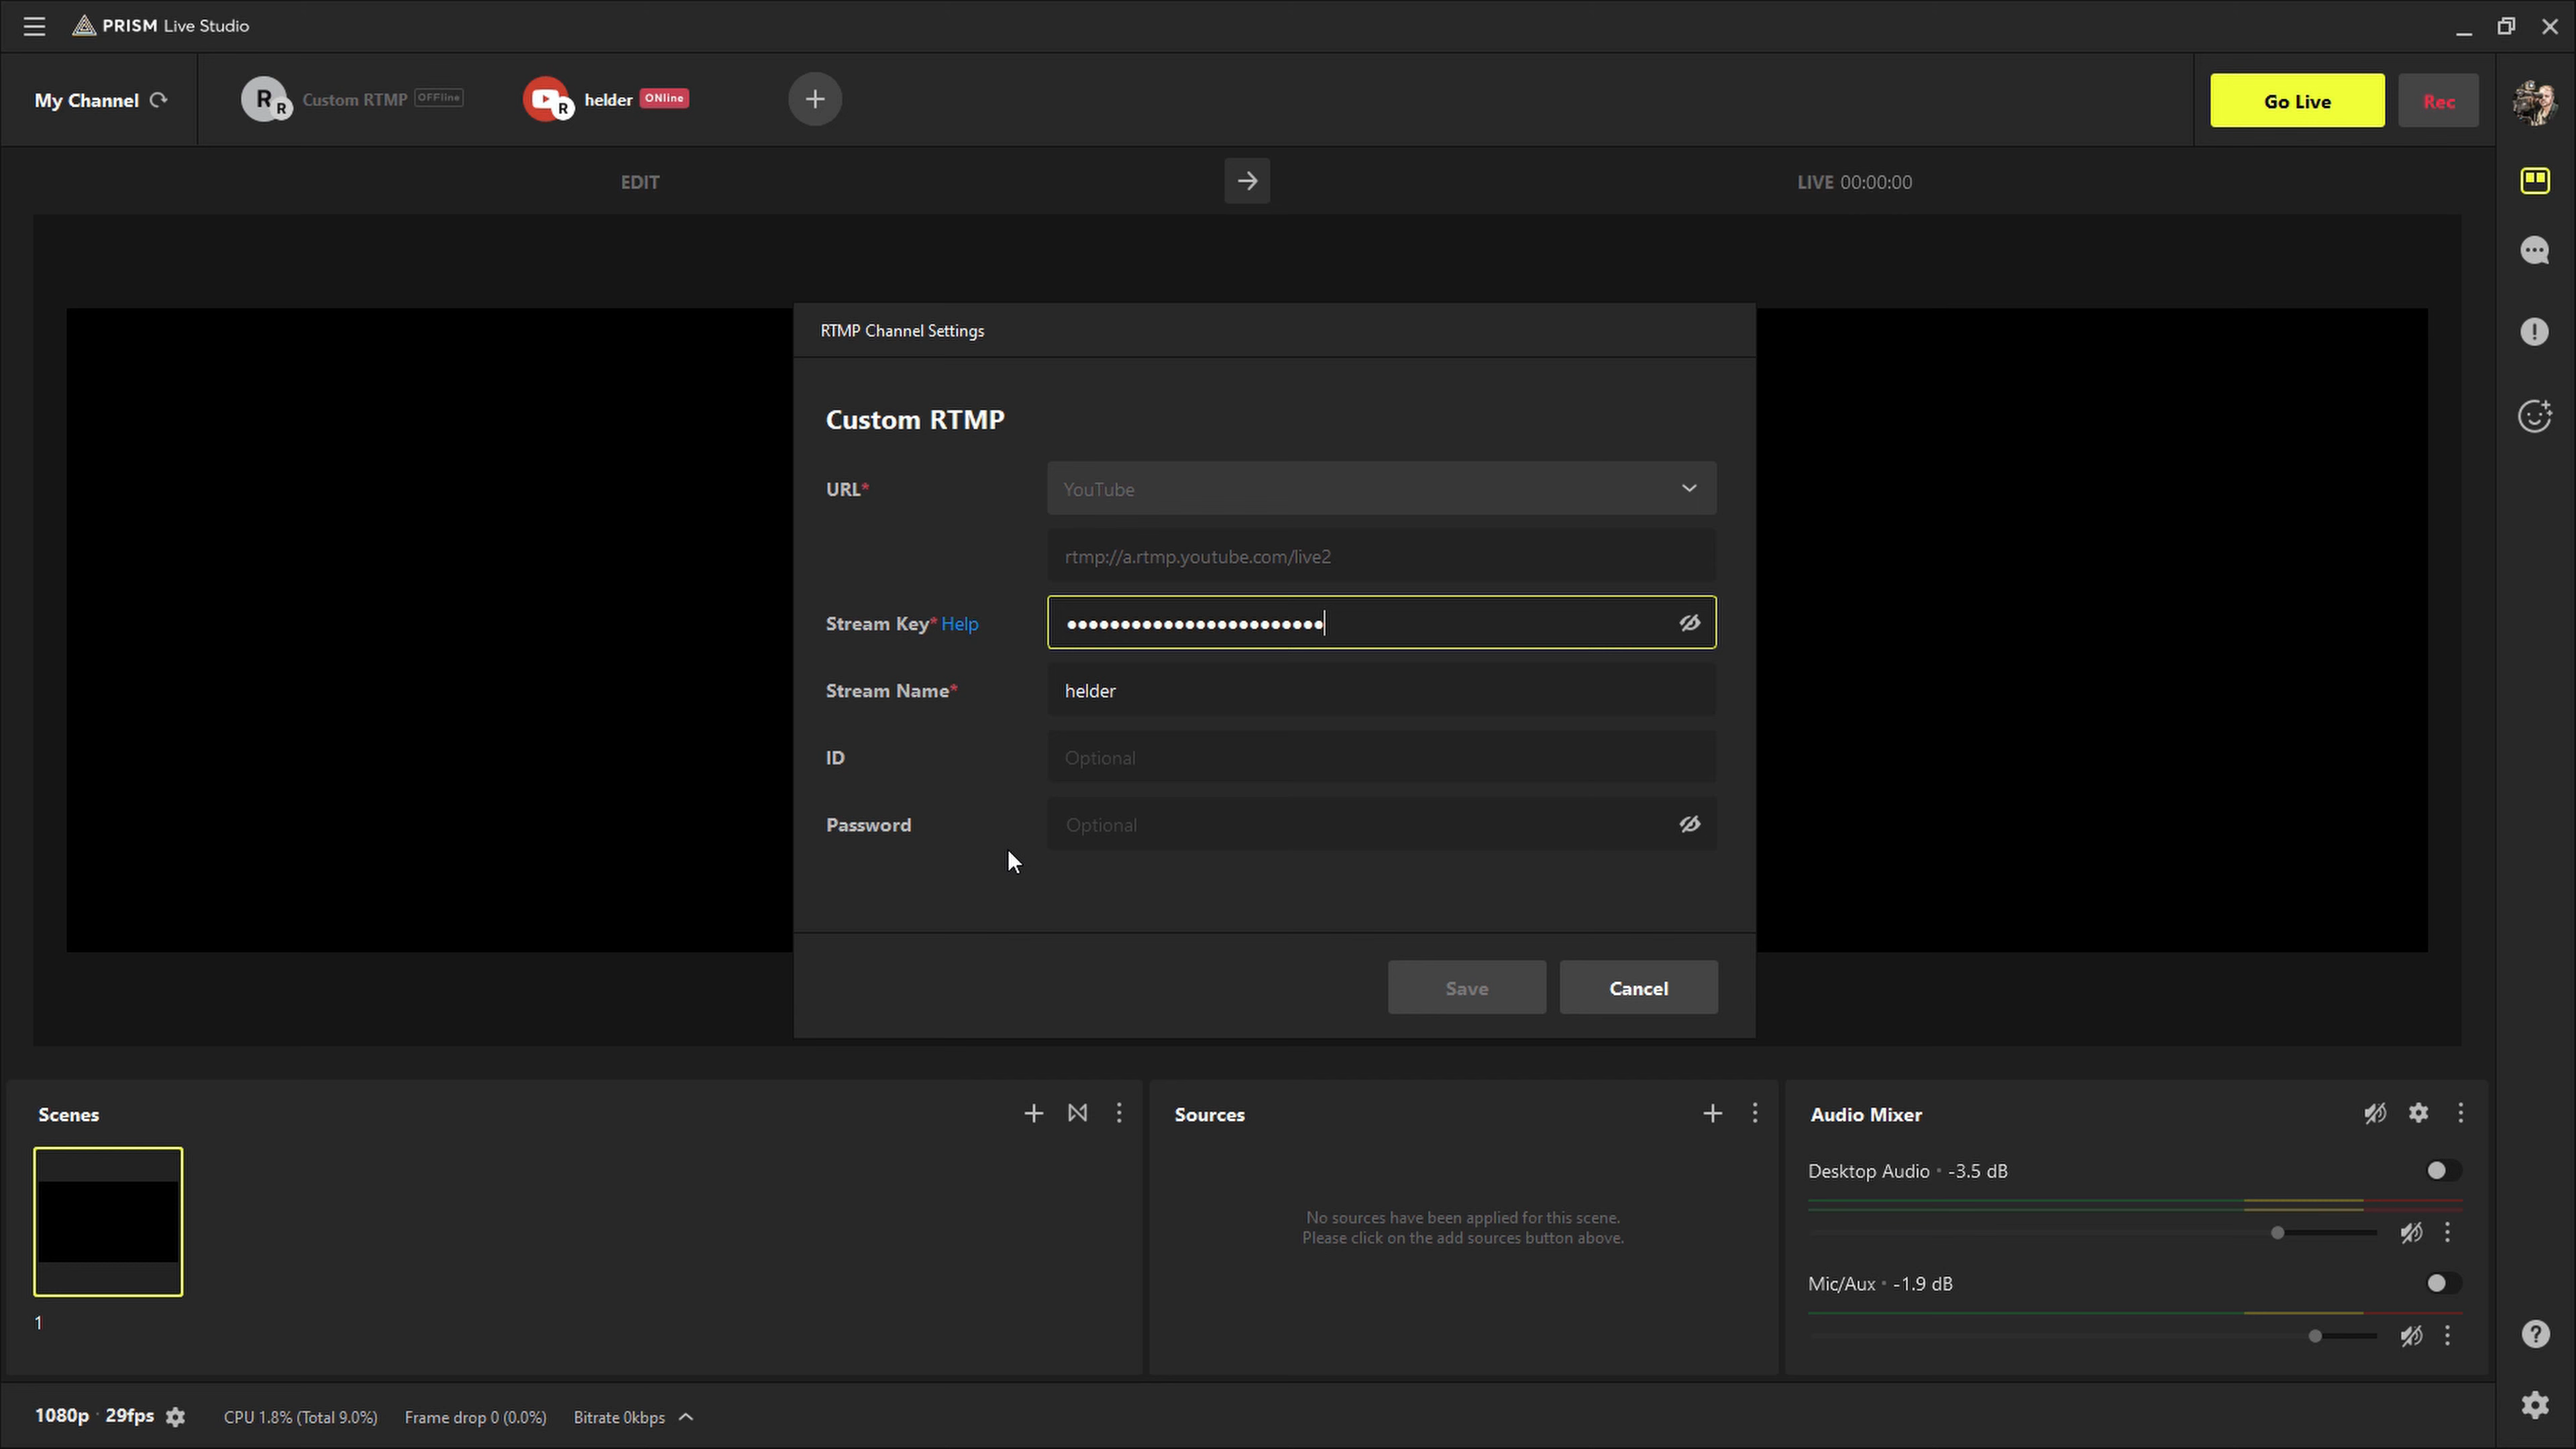 PRISM Live Studio
My Channel
R R Custom RTMP OFFline
R helder ONline
Go Live
Rec
EDIT
LIVE 00:00:00
RTMP Channel Settings
Custom RTMP
URL*
YouTube
rtmp://a.rtmp.youtube.com/live2
Stream Key* Help
Stream Name*
helder
ID
Optional
Password
Optional
Save
Cancel
Scenes
1
Sources
No sources have been applied for this scene.
Please click on the add sources button above.
Audio Mixer
Desktop Audio • -3.5 dB
Mic/Aux • -1.9 dB
1080p · 29fps
CPU 1.8% (Total 9.0%)
Frame drop 0 (0.0%)
Bitrate 0kbps